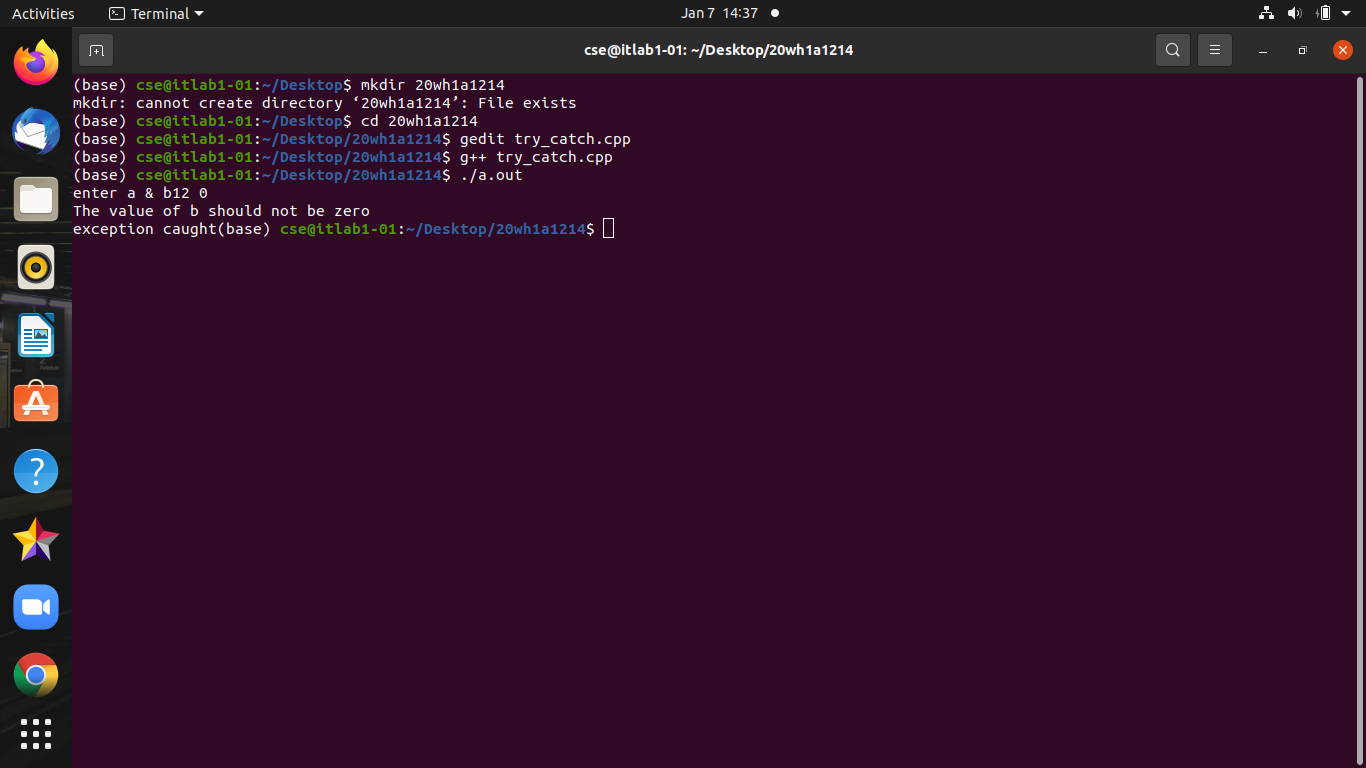 Activities Terminal Jan 7 14:37
cse@itlab1-01: ~/Desktop/20wh1a1214
(base) cse@itlab1-01:~/Desktop$ mkdir 20wh1a1214
mkdir: cannot create directory ‘20wh1a1214’: File exists
(base) cse@itlab1-01:~/Desktop$ cd 20wh1a1214
(base) cse@itlab1-01:~/Desktop/20wh1a1214$ gedit try_catch.cpp
(base) cse@itlab1-01:~/Desktop/20wh1a1214$ g++ try_catch.cpp
(base) cse@itlab1-01:~/Desktop/20wh1a1214$ ./a.out
enter a & b12 0
The value of b should not be zero
exception caught(base) cse@itlab1-01:~/Desktop/20wh1a1214$